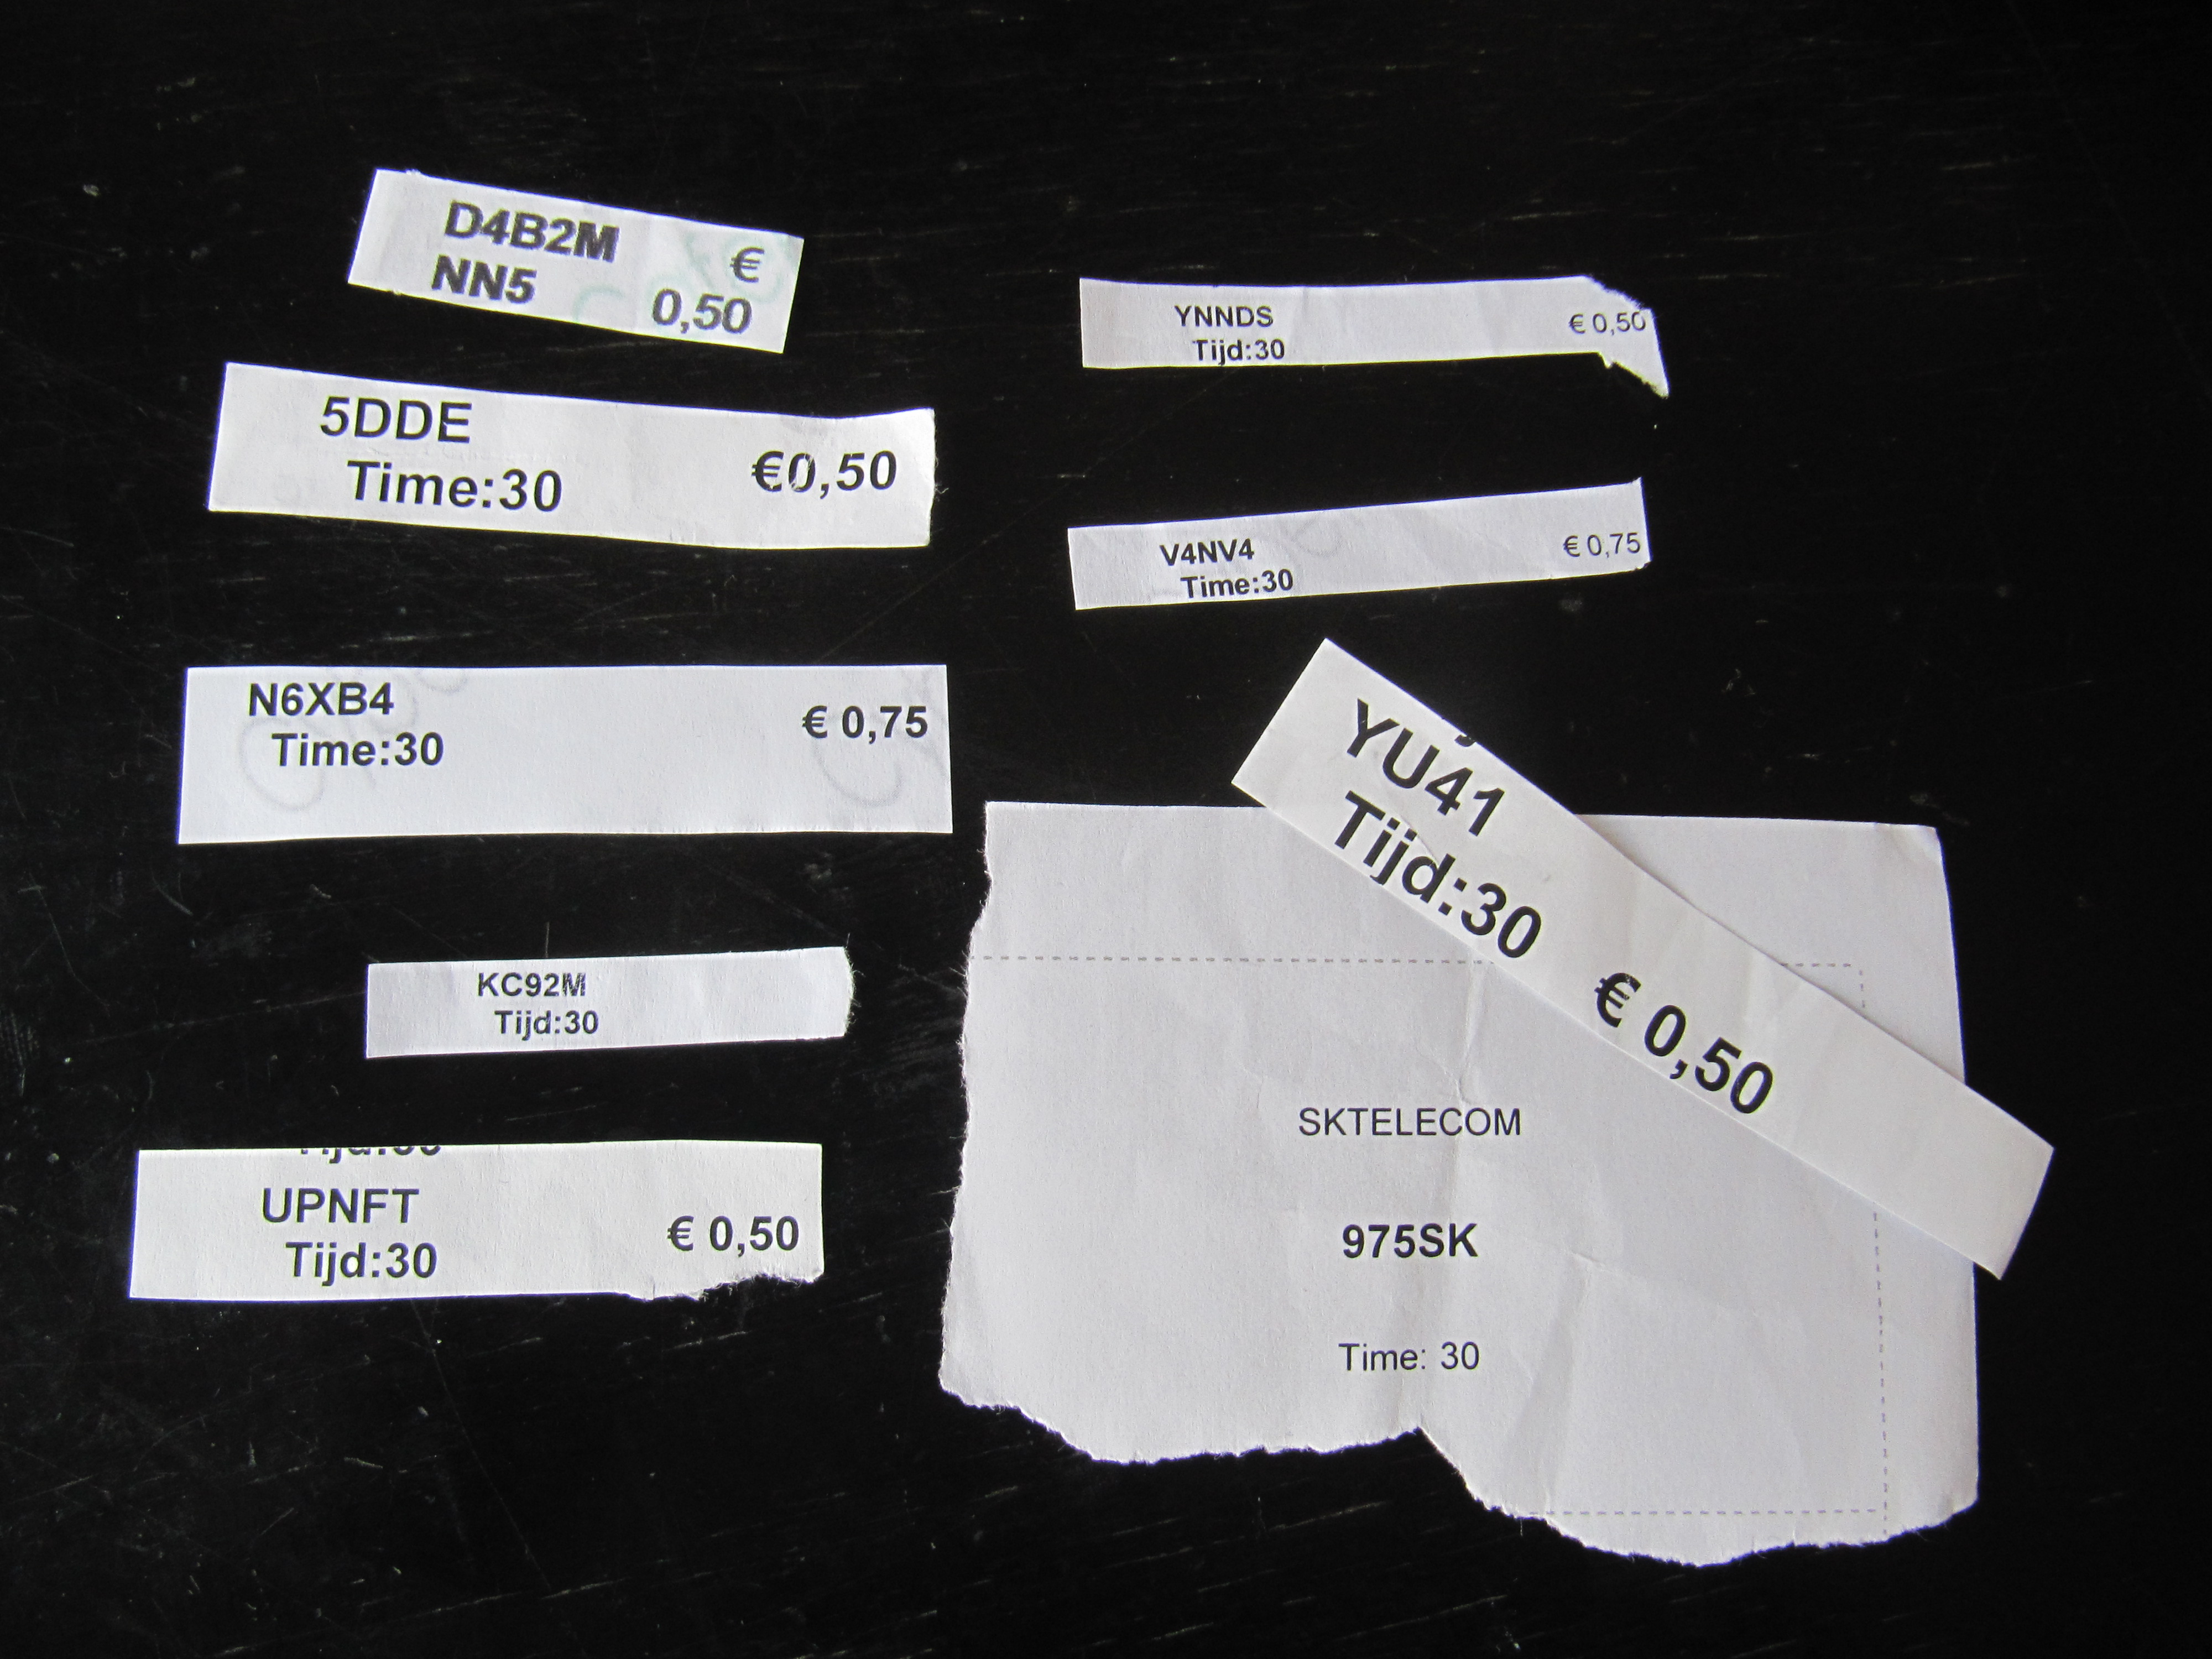 D4B2M
NN5
€
0,50
5DDE
Time:30
€0,50
N6XB4
Time:30
€ 0,75
KC92M
Tijd:30
Tijd:30
UPNFT
Tijd:30
€ 0,50
YNNDS
Tijd:30
€ 0,50
V4NV4
Time:30
€ 0,75
YU41
Tijd:30
€ 0,50
SKTELECOM
975SK
Time: 30